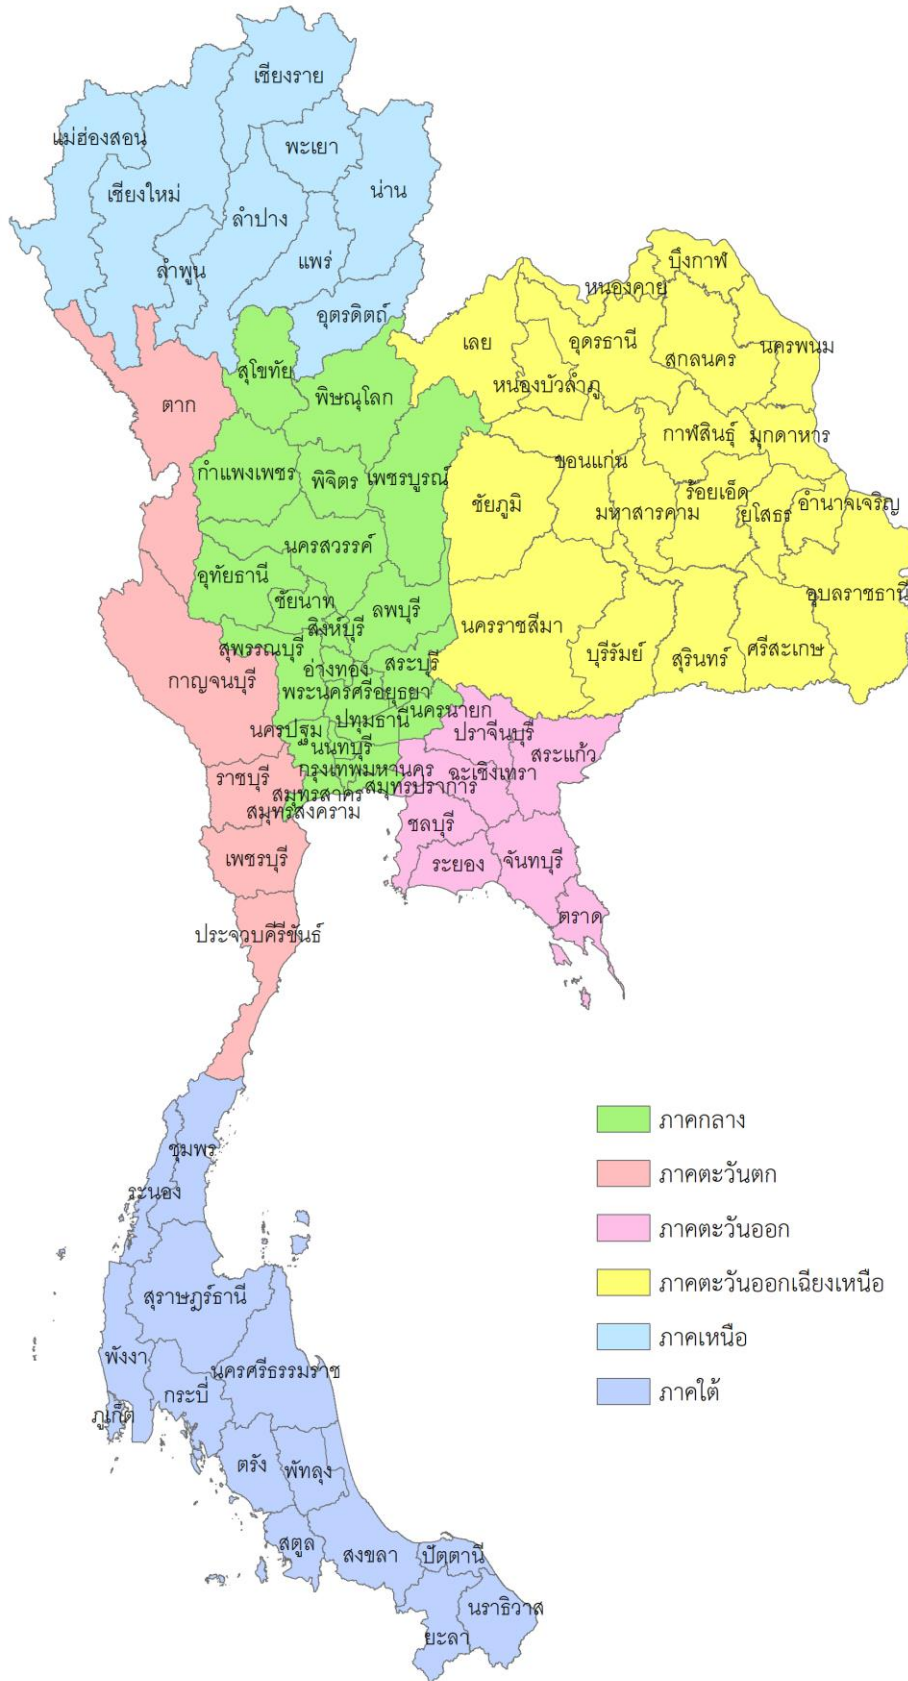 เชียงราย
แม่ฮ่องสอน
พะเยา
เชียงใหม่
น่าน
ลำปาง
แพร่
ลำพูน
อุตรดิตถ์
บึงกาฬ
หนองคาย
เลย
อุดรธานี
สกลนคร
นครพนม
สุโขทัย
หนองบัวลำภู
พิษณุโลก
ตาก
กาฬสินธุ์
มุกดาหาร
ขอนแก่น
กำแพงเพชร
พิจิตร
เพชรบูรณ์
ชัยภูมิ
มหาสารคาม
ร้อยเอ็ด
ยโสธร
อำนาจเจริญ
นครสวรรค์
อุทัยธานี
ชัยนาท
ลพบุรี
อุบลราชธานี
สิงห์บุรี
นครราชสีมา
สุพรรณบุรี
บุรีรัมย์
สุรินทร์
ศรีสะเกษ
อ่างทอง
สระบุรี
กาญจนบุรี
พระนครศรีอยุธยา
นครนายก
นครปฐม
ปทุมธานี
ปราจีนบุรี
สระแก้ว
นนทบุรี
ราชบุรี
กรุงเทพมหานคร
ฉะเชิงเทรา
สมุทรสาคร
สมุทรปราการ
สมุทรสงคราม
ชลบุรี
เพชรบุรี
ระยอง
จันทบุรี
ตราด
ประจวบคีรีขันธ์
ชุมพร
ระนอง
สุราษฎร์ธานี
พังงา
นครศรีธรรมราช
กระบี่
ภูเก็ต
ตรัง
พัทลุง
สตูล
สงขลา
ปัตตานี
นราธิวาส
ยะลา
ภาคกลาง
ภาคตะวันตก
ภาคตะวันออก
ภาคตะวันออกเฉียงเหนือ
ภาคเหนือ
ภาคใต้